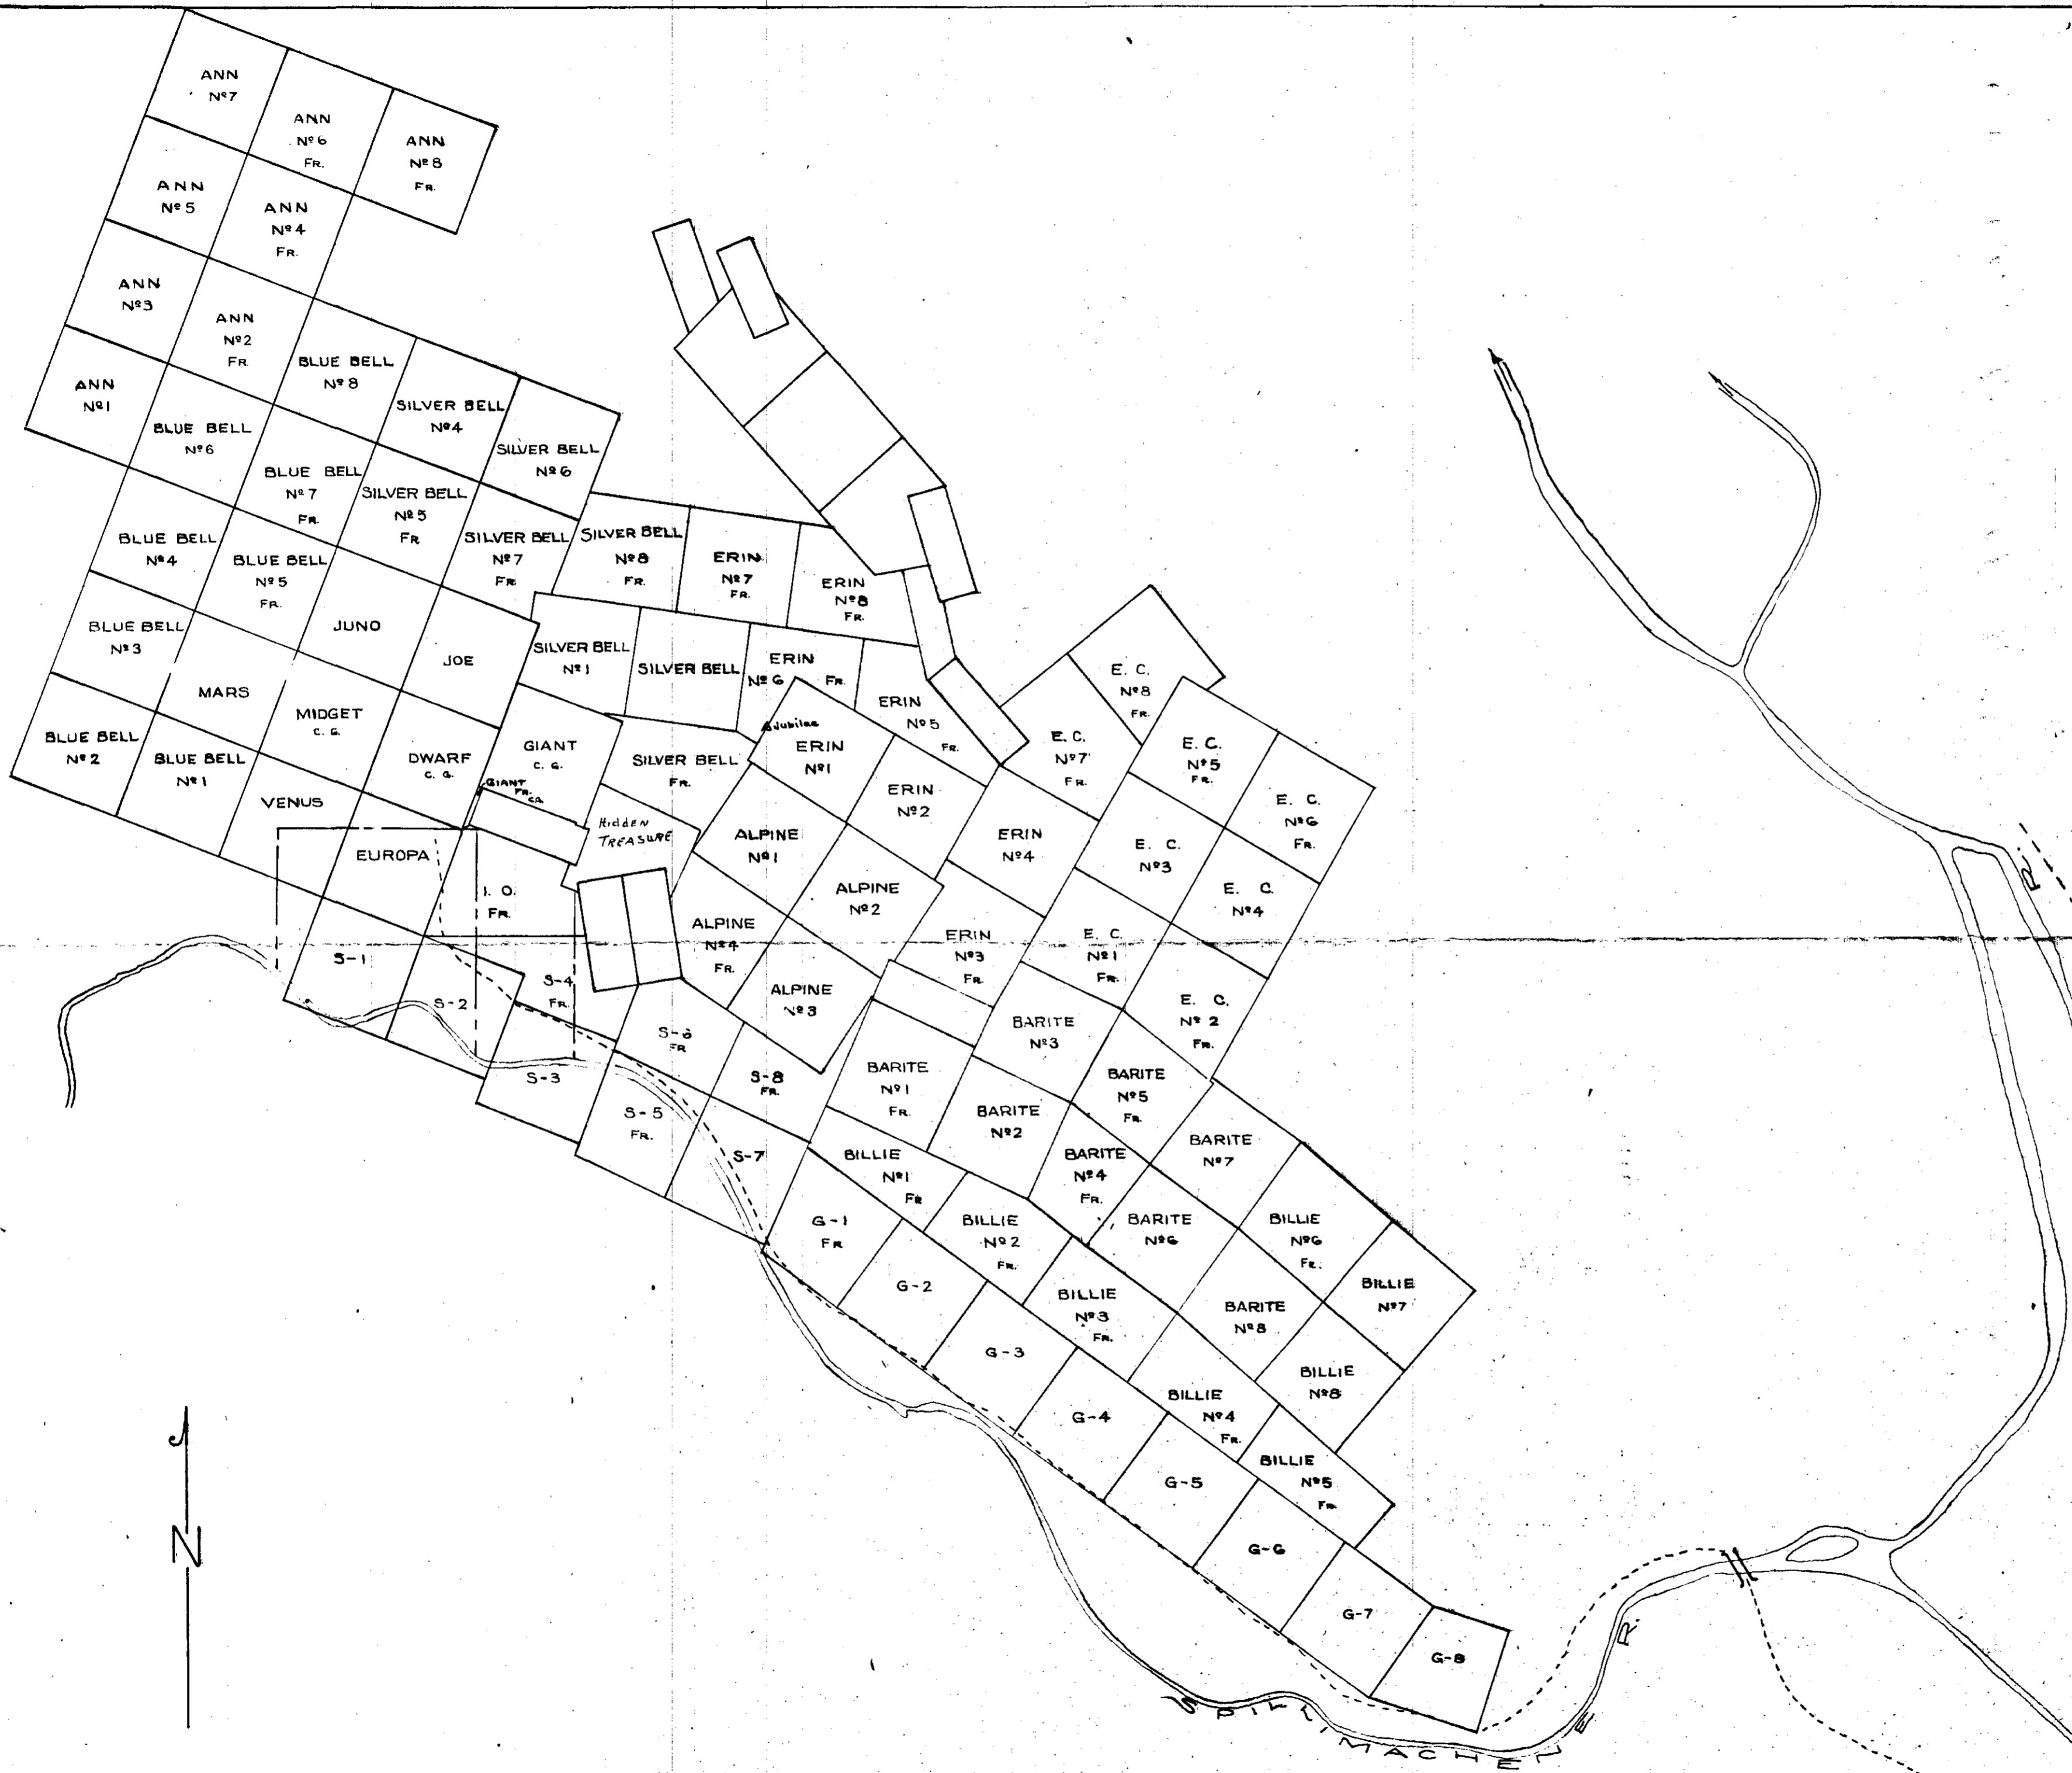 ANN
Nº7
ANN
Nº6
FR.
ANN
Nº8
FR.
ANN
Nº5
ANN
Nº4
FR.
ANN
Nº3
ANN
Nº2
FR.
ANN
Nº1
BLUE BELL
Nº8
SILVER BELL
Nº4
SILVER BELL
Nº6
BLUE BELL
Nº6
BLUE BELL
Nº7
FR.
SILVER BELL
Nº5
FR
SILVER BELL
Nº7
FR.
SILVER BELL
Nº8
FR.
ERIN
Nº7
FR.
ERIN
Nº8
FR.
BLUE BELL
Nº4
BLUE BELL
Nº5
FR.
JUNO
JOE
SILVER BELL
Nº1
SILVER BELL
ERIN
Nº6 FR.
ERIN
Nº5
FR.
BLUE BELL
Nº3
MARS
MIDGET
C. G.
DWARF
C. G.
GIANT
C. G.
GIANT
FR.
C.G.
SILVER BELL
FR.
Jubilee
ERIN
Nº1
ERIN
Nº2
BLUE BELL
Nº2
BLUE BELL
Nº1
VENUS
EUROPA
Hidden
TREASURE
ALPINE
Nº1
ALPINE
Nº2
ERIN
Nº4
E. C.
Nº8
FR.
E. C.
Nº7
FR.
E. C.
Nº5
FR.
E. C.
Nº6
FR.
E. C.
Nº3
E. C.
Nº4
I. O.
FR.
ALPINE
Nº4
FR.
ALPINE
Nº3
ERIN
Nº3
FR.
E. C.
Nº1
FR.
E. C.
Nº2
FR.
S-1
S-2
S-4
FR.
S-3
S-6
FR
S-5
FR.
S-8
FR.
S-7
BARITE
Nº3
BARITE
Nº1
FR.
BARITE
Nº2
BARITE
Nº5
FR.
BARITE
Nº4
FR.
BARITE
Nº7
BARITE
Nº6
BARITE
Nº8
BILLIE
Nº1
FR
BILLIE
Nº2
FR.
BILLIE
Nº3
FR.
BILLIE
Nº6
FR.
BILLIE
Nº7
BILLIE
Nº8
BILLIE
Nº4
FR.
BILLIE
Nº5
FR.
G-1
FR
G-2
G-3
G-4
G-5
G-6
G-7
G-8
N
R.
SPILLIMACHEN R.